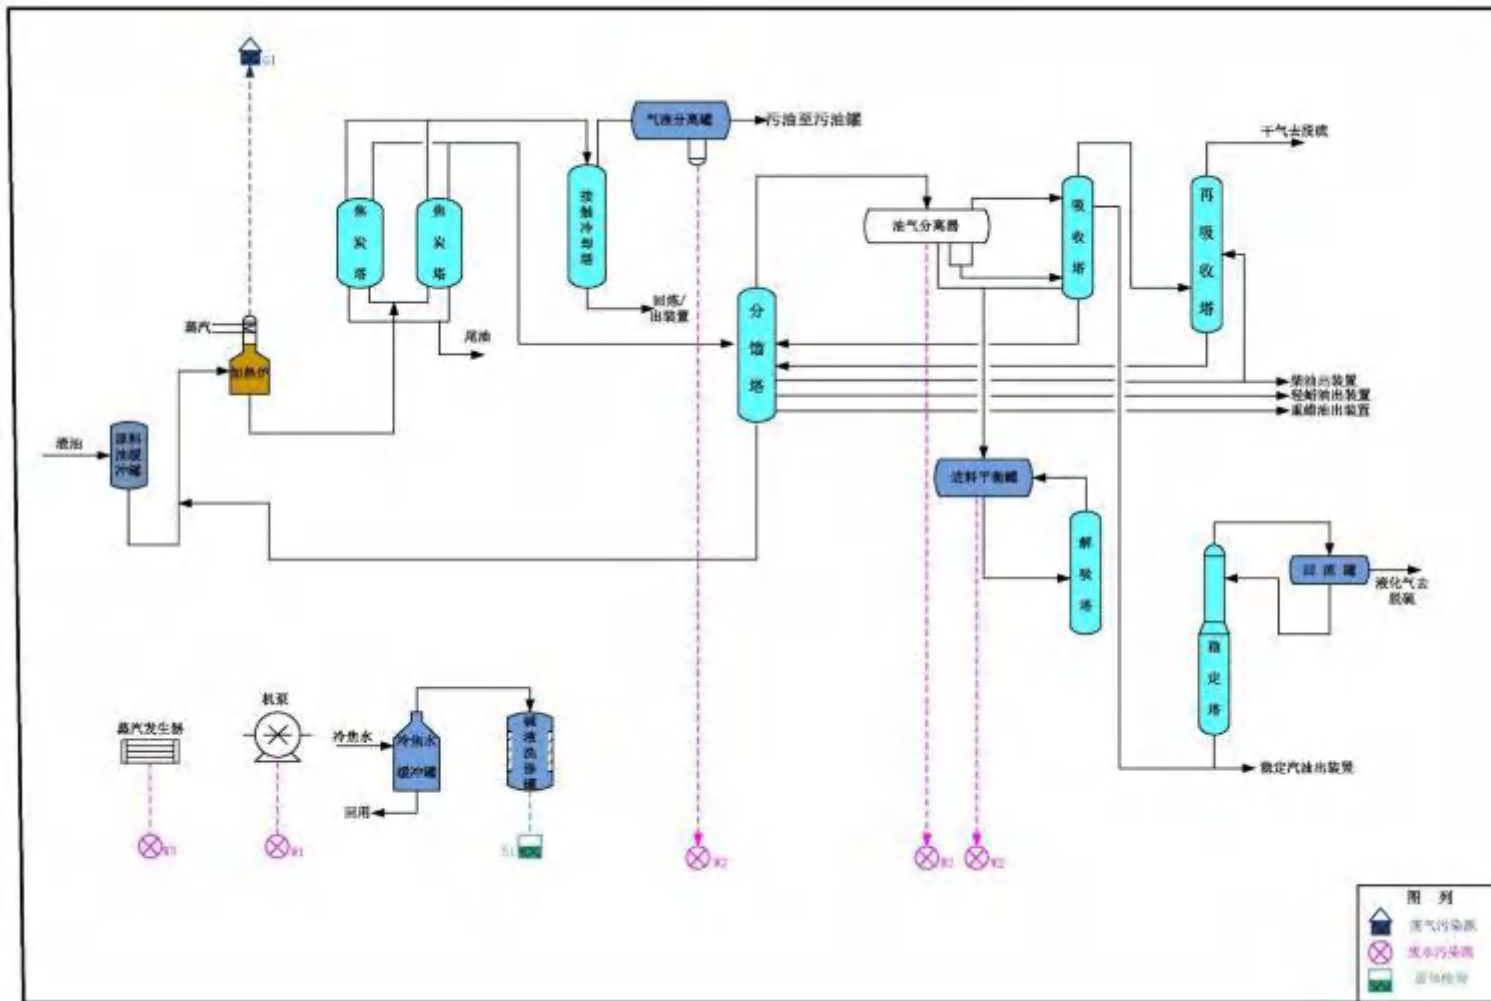 G1
气液分离罐
污油至污油罐
干气去脱硫
焦炭塔
焦炭塔
接触冷却塔
油气分离器
吸收塔
再吸收塔
回炼/
出装置
蒸汽
尾油
分馏塔
加热炉
柴油出装置
轻蜡油出装置
重蜡油出装置
渣油
原料
油缓
冲罐
进料平衡罐
解吸塔
回流罐
液化气去
脱硫
稳定塔
机泵
蒸汽发生器
冷焦水
冷焦水
缓冲罐
碱液洗涤罐
稳定汽油出装置
回用
W3
W1
S1
W2
W2
W2
图 列
废气污染源
废水污染源